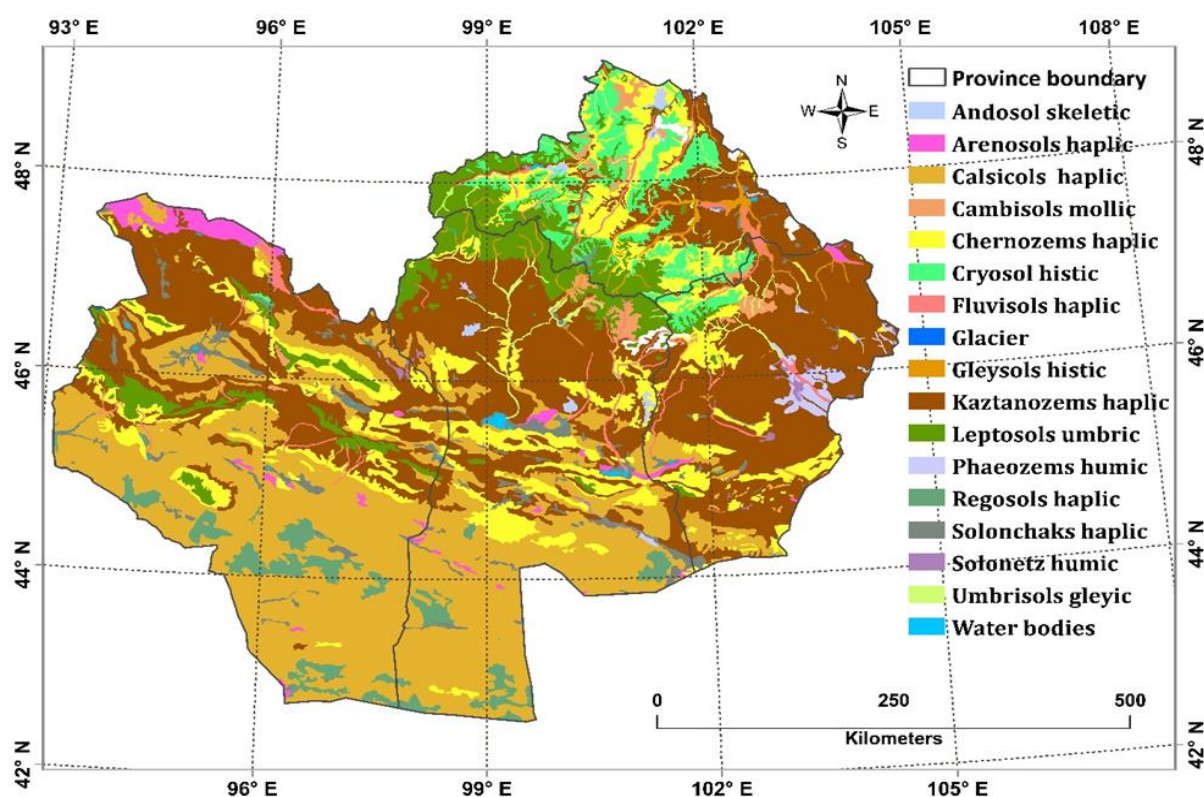 93° E 96° E 99° E 102° E 105° E 108° E
N
W E
S
48° N
46° N
44° N
42° N
48° N
46° N
44° N
42° N
Province boundary
Andosol skeletic
Arenosols haplic
Calsicols haplic
Cambisols mollic
Chernozems haplic
Cryosol histic
Fluvisols haplic
Glacier
Gleysols histic
Kaztanozems haplic
Leptosols umbric
Phaeozems humic
Regosols haplic
Solonchaks haplic
Solonetz humic
Umbrisols gleyic
Water bodies
0 250 500
Kilometers
96° E 99° E 102° E 105° E